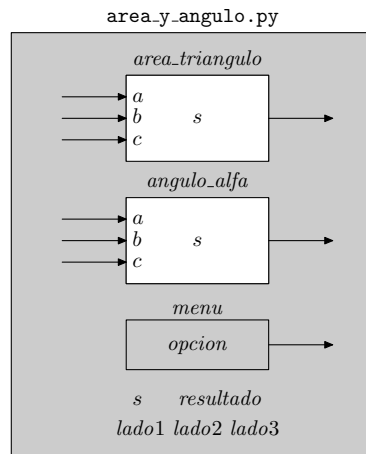 area_y_angulo.py
area_triangulo
a
b s
c
angulo_alfa
a
b s
c
menu
opcion
s resultado
lado1 lado2 lado3